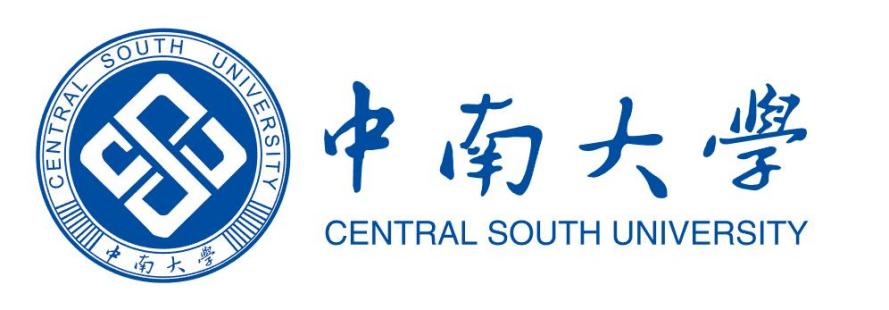 CENTRAL SOUTH UNIVERSITY
中南大學
中南大學
CENTRAL SOUTH UNIVERSITY